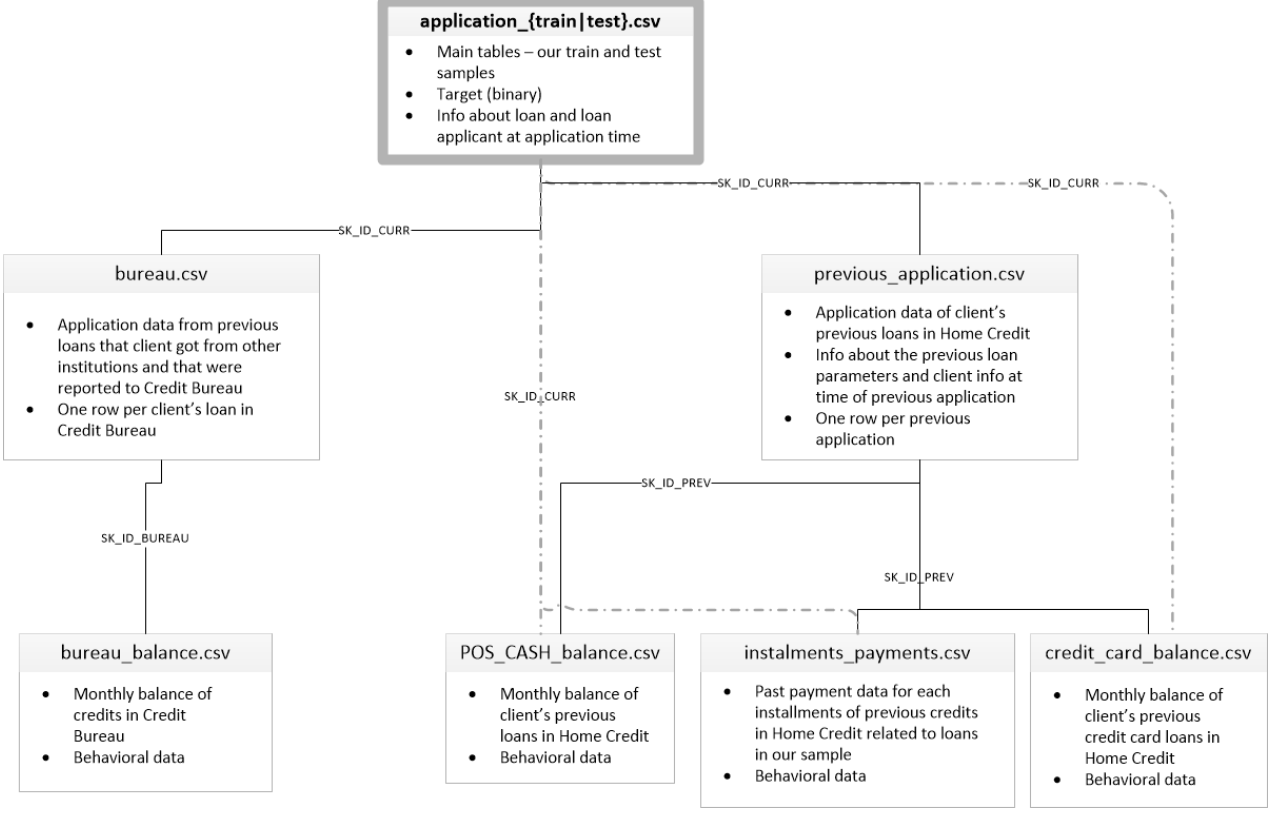 application_{train|test}.csv
• Main tables – our train and test
samples
• Target (binary)
• Info about loan and loan
applicant at application time
SK_ID_CURR
SK_ID_CURR
SK_ID_CURR
bureau.csv
• Application data from previous
loans that client got from other
institutions and that were
reported to Credit Bureau
• One row per client's loan in
Credit Bureau
previous_application.csv
• Application data of client's
previous loans in Home Credit
• Info about the previous loan
parameters and client info at
time of previous application
• One row per previous
application
SK_ID_CURR
SK_ID_PREV
SK_ID_BUREAU
SK_ID_PREV
bureau_balance.csv
• Monthly balance of
credits in Credit
Bureau
• Behavioral data
POS_CASH_balance.csv
• Monthly balance of
client's previous
loans in Home Credit
• Behavioral data
instalments_payments.csv
• Past payment data for each
installments of previous credits
in Home Credit related to loans
in our sample
• Behavioral data
credit_card_balance.csv
• Monthly balance of
client's previous
credit card loans in
Home Credit
• Behavioral data